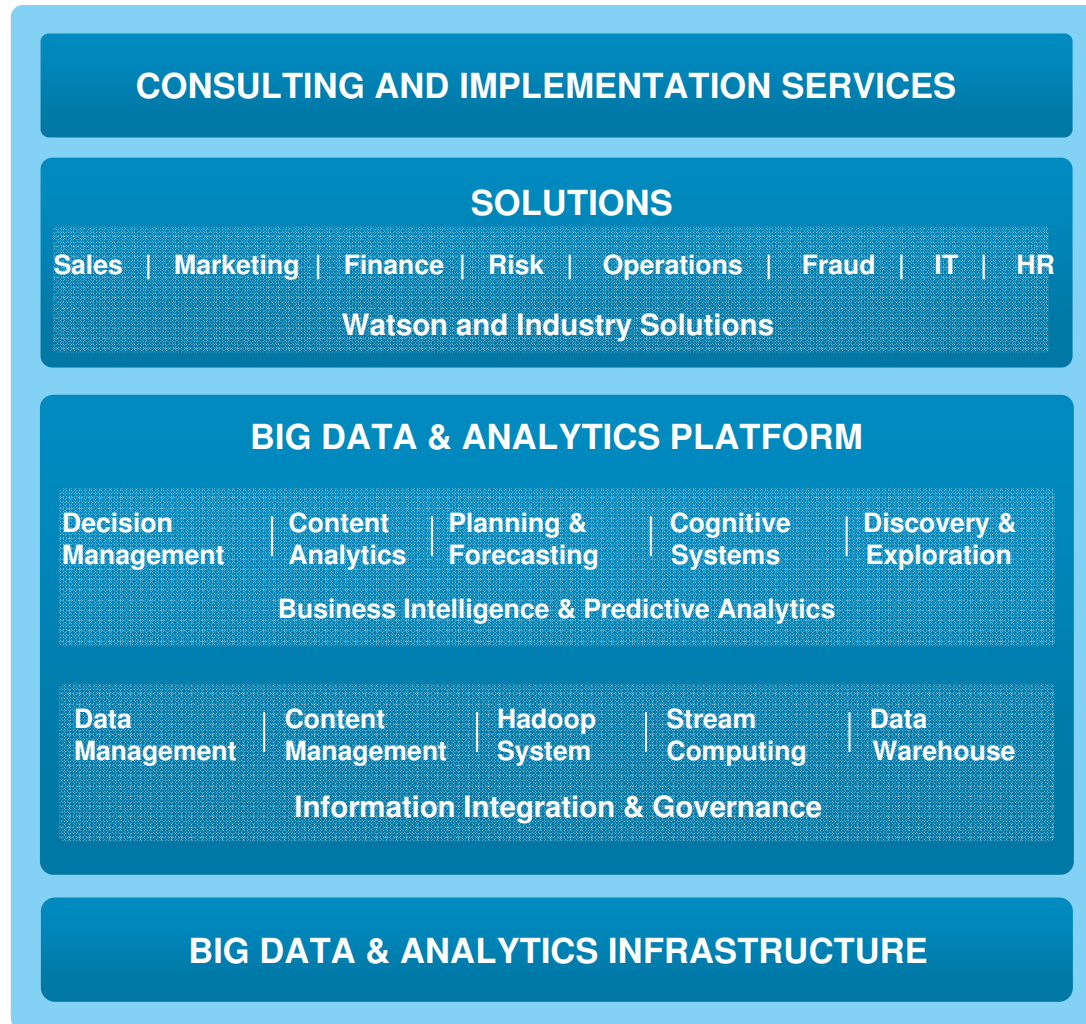 CONSULTING AND IMPLEMENTATION SERVICES
SOLUTIONS
Sales | Marketing | Finance | Risk | Operations | Fraud | IT | HR
Watson and Industry Solutions
BIG DATA & ANALYTICS PLATFORM
Decision Management | Content Analytics | Planning & Forecasting | Cognitive Systems | Discovery & Exploration
Business Intelligence & Predictive Analytics
Data Management | Content Management | Hadoop System | Stream Computing | Data Warehouse
Information Integration & Governance
BIG DATA & ANALYTICS INFRASTRUCTURE